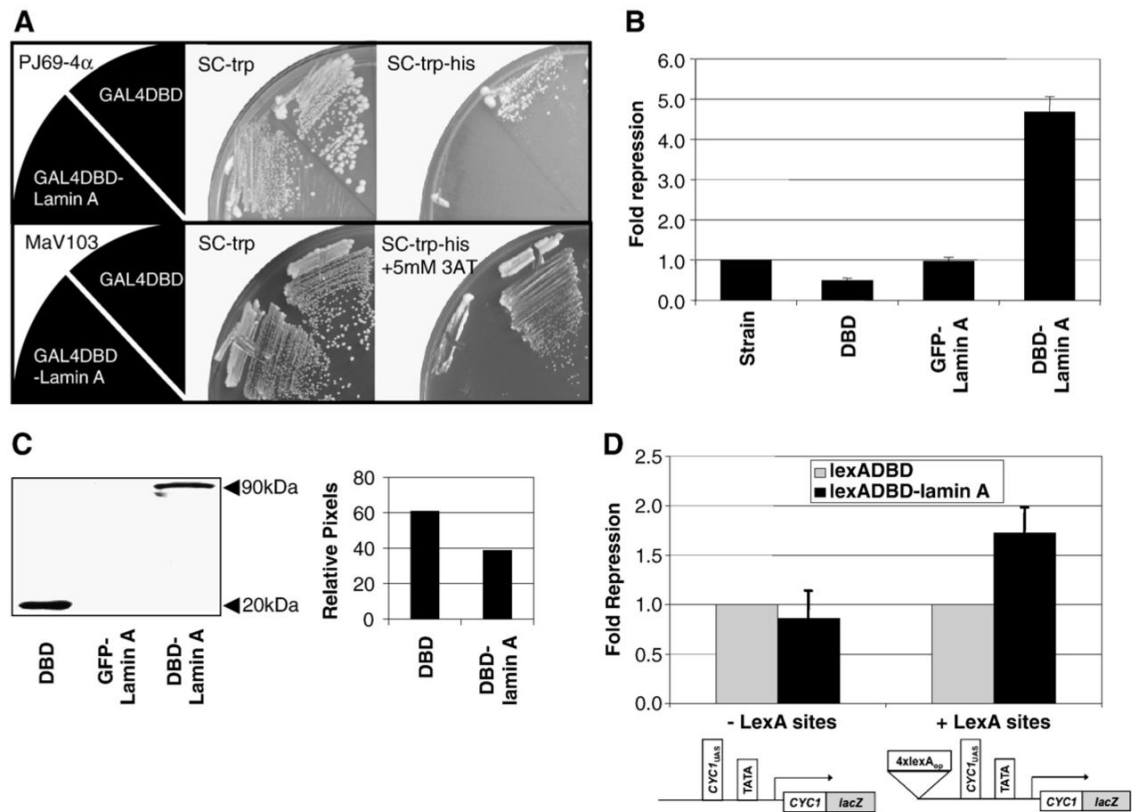 A
PJ69-4α
GAL4DBD
GAL4DBD-
Lamin A
SC-trp
SC-trp-his
MaV103
GAL4DBD
GAL4DBD
-Lamin A
SC-trp
SC-trp-his
+5mM 3AT
B
Fold repression
6.0
5.0
4.0
3.0
2.0
1.0
0.0
Strain
DBD
GFP-
Lamin A
DBD-
Lamin A
C
90kDa
20kDa
DBD
GFP-
Lamin A
DBD-
Lamin A
Relative Pixels
80
60
40
20
0
DBD
DBD-
lamin A
D
Fold Repression
2.5
2.0
1.5
1.0
0.5
0.0
lexADBD
lexADBD-lamin A
- LexA sites
+ LexA sites
CYC1UAS
TATA
CYC1
lacZ
4xlexAop
CYC1UAS
TATA
CYC1
lacZ